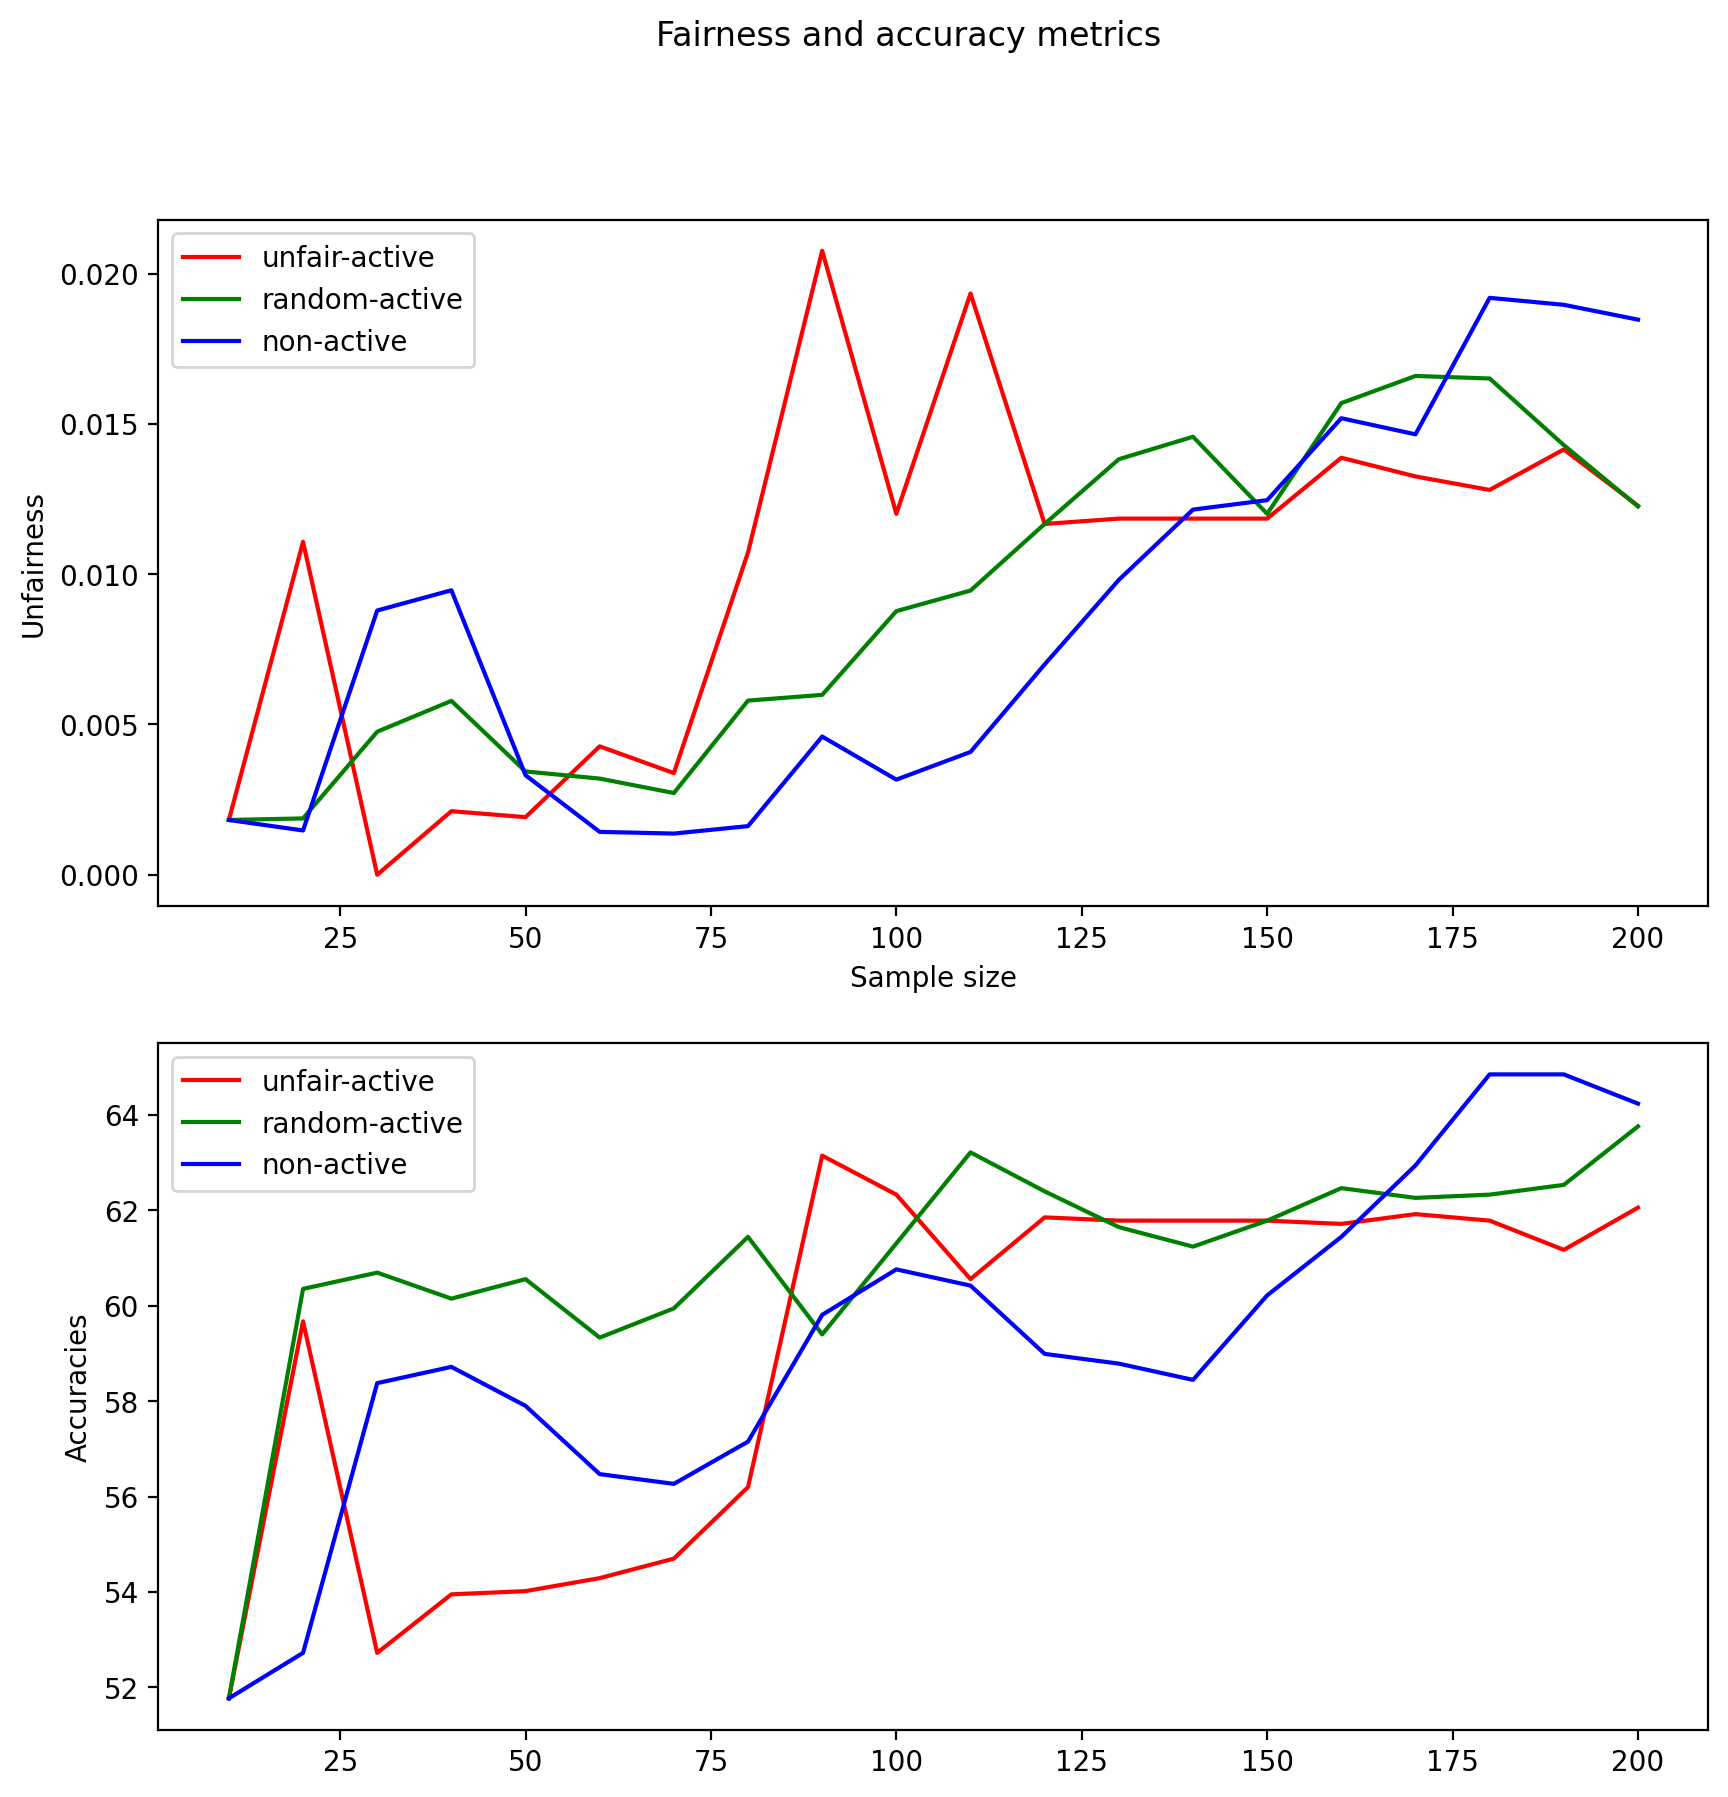 Fairness and accuracy metrics
unfair-active
random-active
non-active
Unfairness
0.020
0.015
0.010
0.005
0.000
25 50 75 100 125 150 175 200
Sample size
unfair-active
random-active
non-active
Accuracies
64
62
60
58
56
54
52
25 50 75 100 125 150 175 200